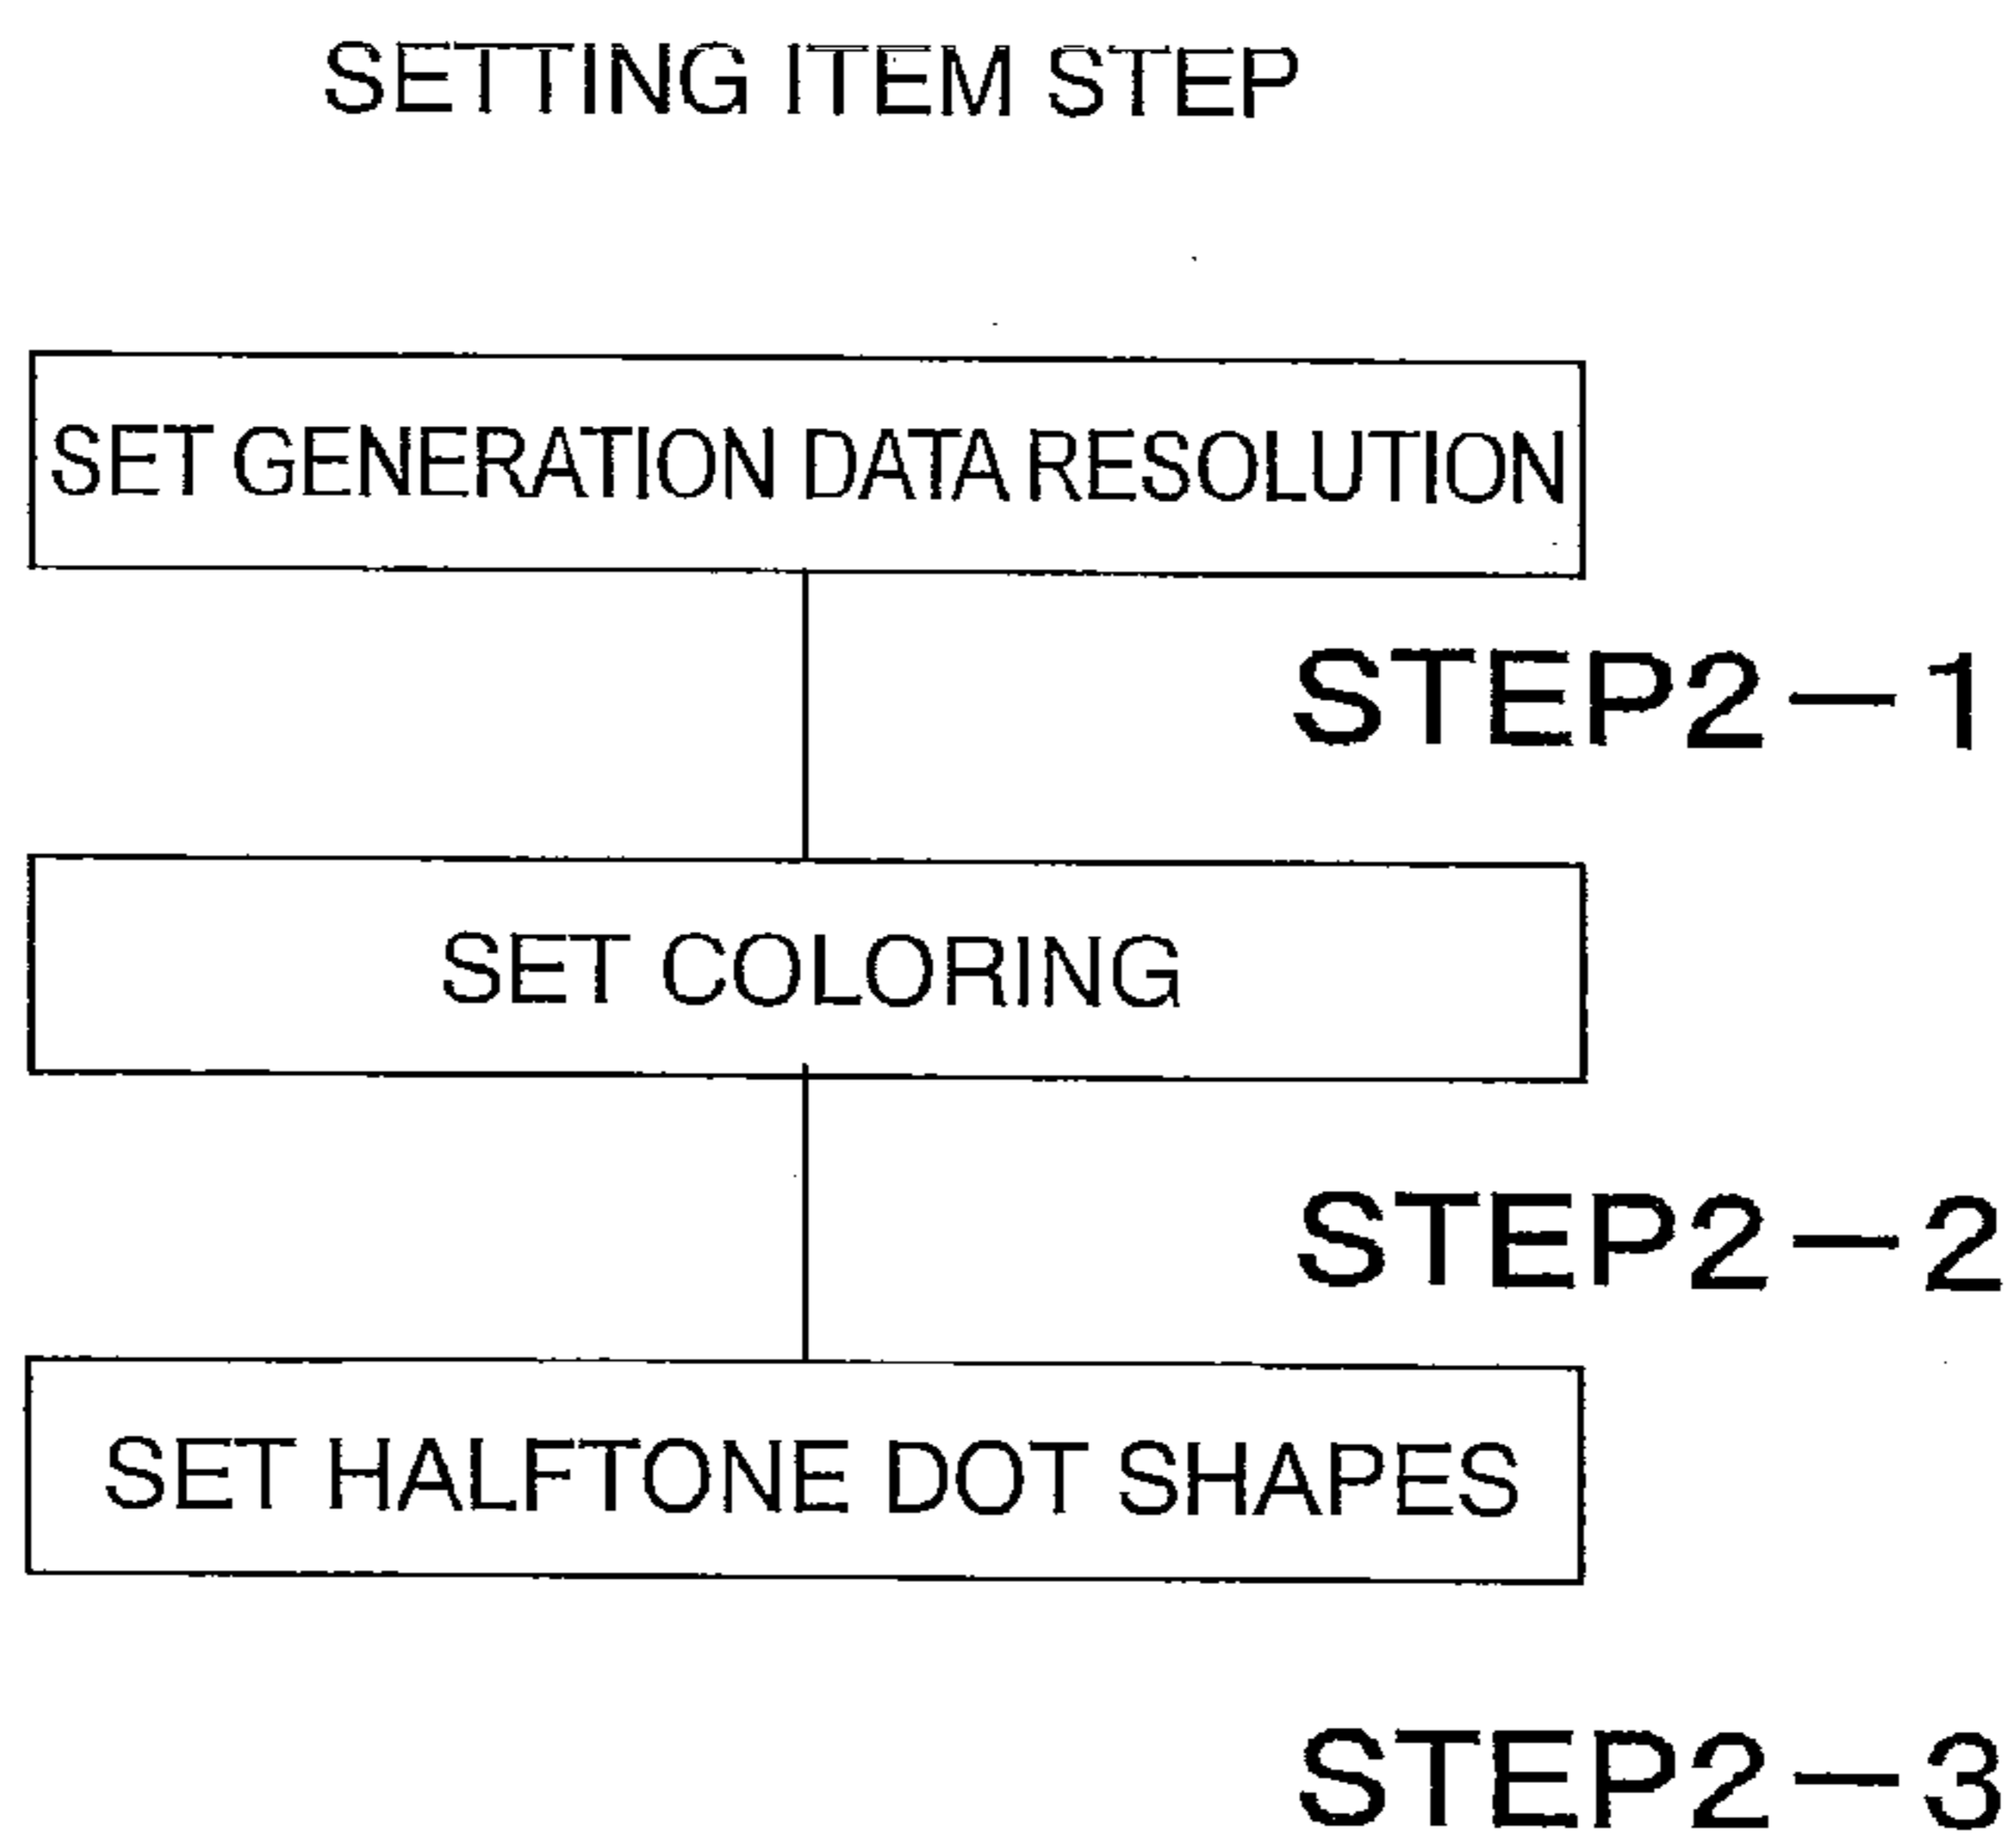 SETTING ITEM STEP
SET GENERATION DATA RESOLUTION
STEP2-1
SET COLORING
STEP2-2
SET HALFTONE DOT SHAPES
STEP2-3